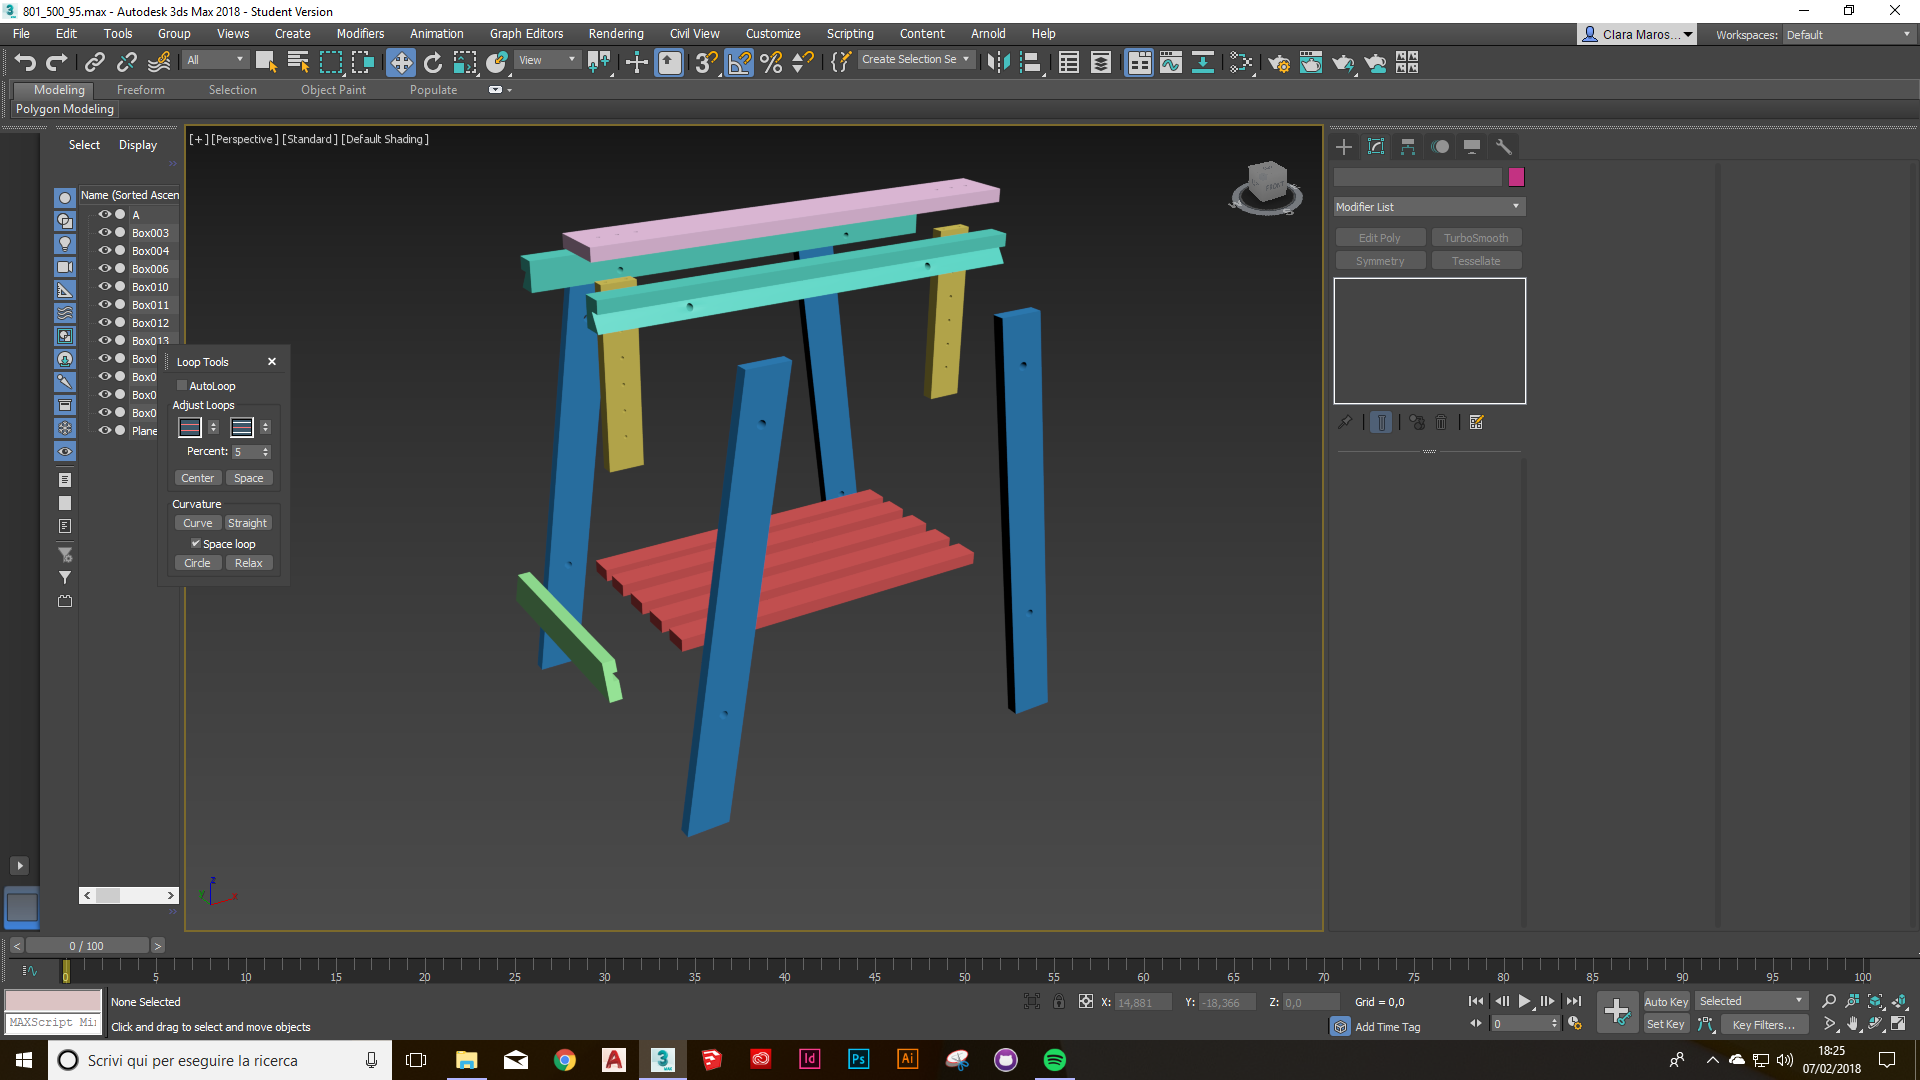 801_500_95.max - Autodesk 3ds Max 2018 - Student Version
File Edit Tools Group Views Create Modifiers Animation Graph Editors Rendering Civil View Customize Scripting Content Arnold Help
Clara Maros... Workspaces: Default
All View 3 Create Selection Se
Modeling Freeform Selection Object Paint Populate
Polygon Modeling
Select Display
[+] [Perspective] [Standard] [Default Shading]
FRONT
Name (Sorted Ascen
A
Box003
Box004
Box006
Box010
Box011
Box012
Box013
Box0
Box0
Box0
Box0
Plane
Loop Tools
AutoLoop
Adjust Loops
Percent: 5
Center Space
Curvature
Curve Straight
Space loop
Circle Relax
Modifier List
Edit Poly TurboSmooth
Symmetry Tessellate
z
x
y
0 / 100
0 5 10 15 20 25 30 35 40 45 50 55 60 65 70 75 80 85 90 95 100
None Selected
X: 14,881 Y: -18,366 Z: 0,0 Grid = 0,0
Auto Key Selected
MAXScript Mi
Click and drag to select and move objects
Add Time Tag
0
Set Key Key Filters...
Scrivi qui per eseguire la ricerca
3 MAX Id Ps Ai
18:25
07/02/2018